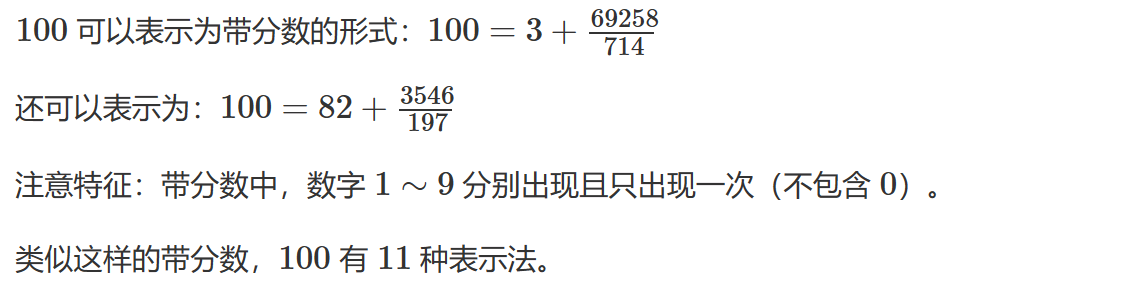 100 可以表示为带分数的形式：100 = 3 + 69258/714
还可以表示为：100 = 82 + 3546/197
注意特征：带分数中，数字 1 ~ 9 分别出现且只出现一次（不包含 0）。
类似这样的带分数，100 有 11 种表示法。